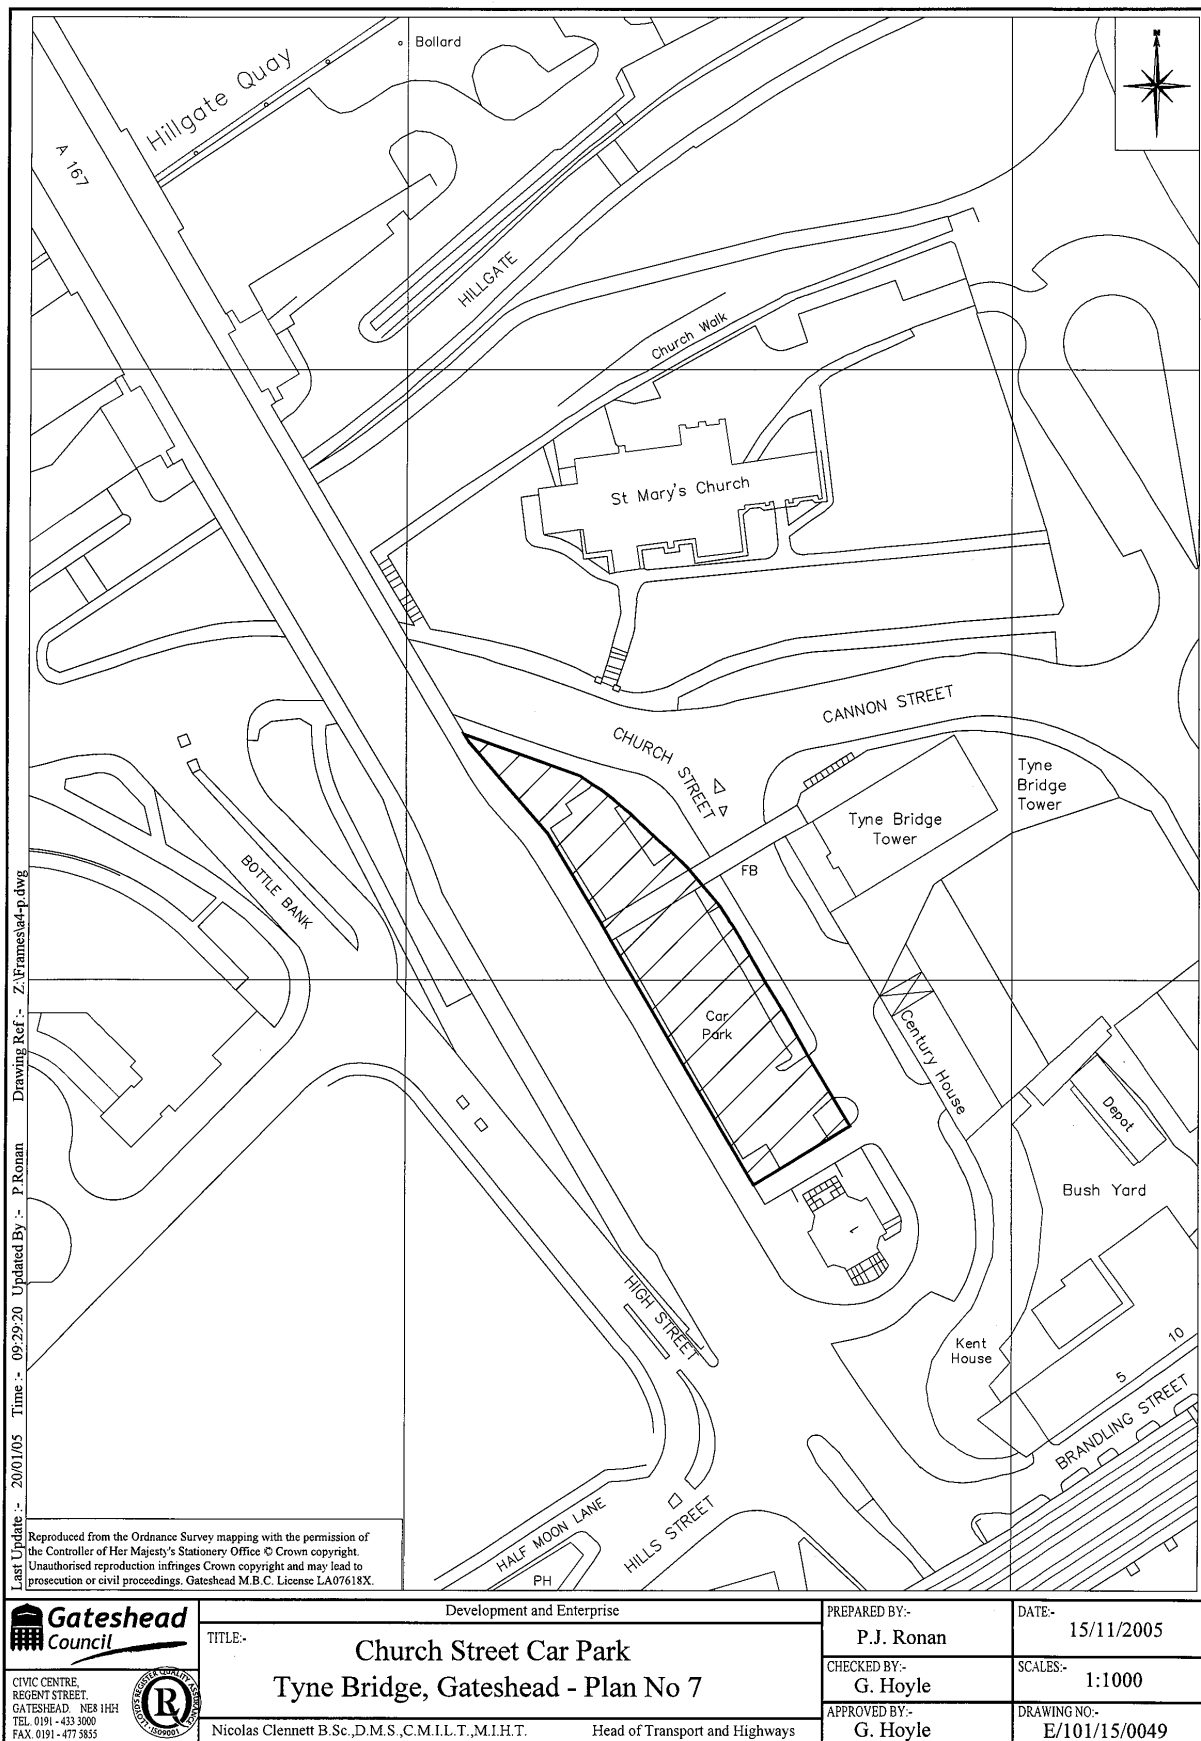 Bollard
N
Hillgate Quay
A 167
HILLGATE
Church Walk
St Mary's Church
CANNON STREET
CHURCH STREET
Tyne
Bridge
Tower
Tyne Bridge
Tower
FB
BOTTLE BANK
Car
Park
Century House
Depot
Bush Yard
HIGH STREET
Kent
House
10
5
BRANDLING STREET
HALF MOON LANE
HILLS STREET
PH
1
Last Update :- 20/01/05 Time :- 09:29:20 Updated By :- P.Ronan Drawing Ref :- Z:\Frames\a4-p.dwg
Reproduced from the Ordnance Survey mapping with the permission of
the Controller of Her Majesty's Stationery Office © Crown copyright.
Unauthorised reproduction infringes Crown copyright and may lead to
prosecution or civil proceedings. Gateshead M.B.C. License LA07618X.
Gateshead
Council
CIVIC CENTRE,
REGENT STREET,
GATESHEAD. NE8 1HH
TEL. 0191 - 433 3000
FAX. 0191 - 477 5855
LLOYD'S REGISTER QUALITY ASSURANCE
R
ISO9001
Development and Enterprise
TITLE:-
Church Street Car Park
Tyne Bridge, Gateshead - Plan No 7
Nicolas Clennett B.Sc.,D.M.S.,C.M.I.L.T.,M.I.H.T. Head of Transport and Highways
PREPARED BY:-
P.J. Ronan
CHECKED BY:-
G. Hoyle
APPROVED BY:-
G. Hoyle
DATE:-
15/11/2005
SCALES:-
1:1000
DRAWING NO:-
E/101/15/0049